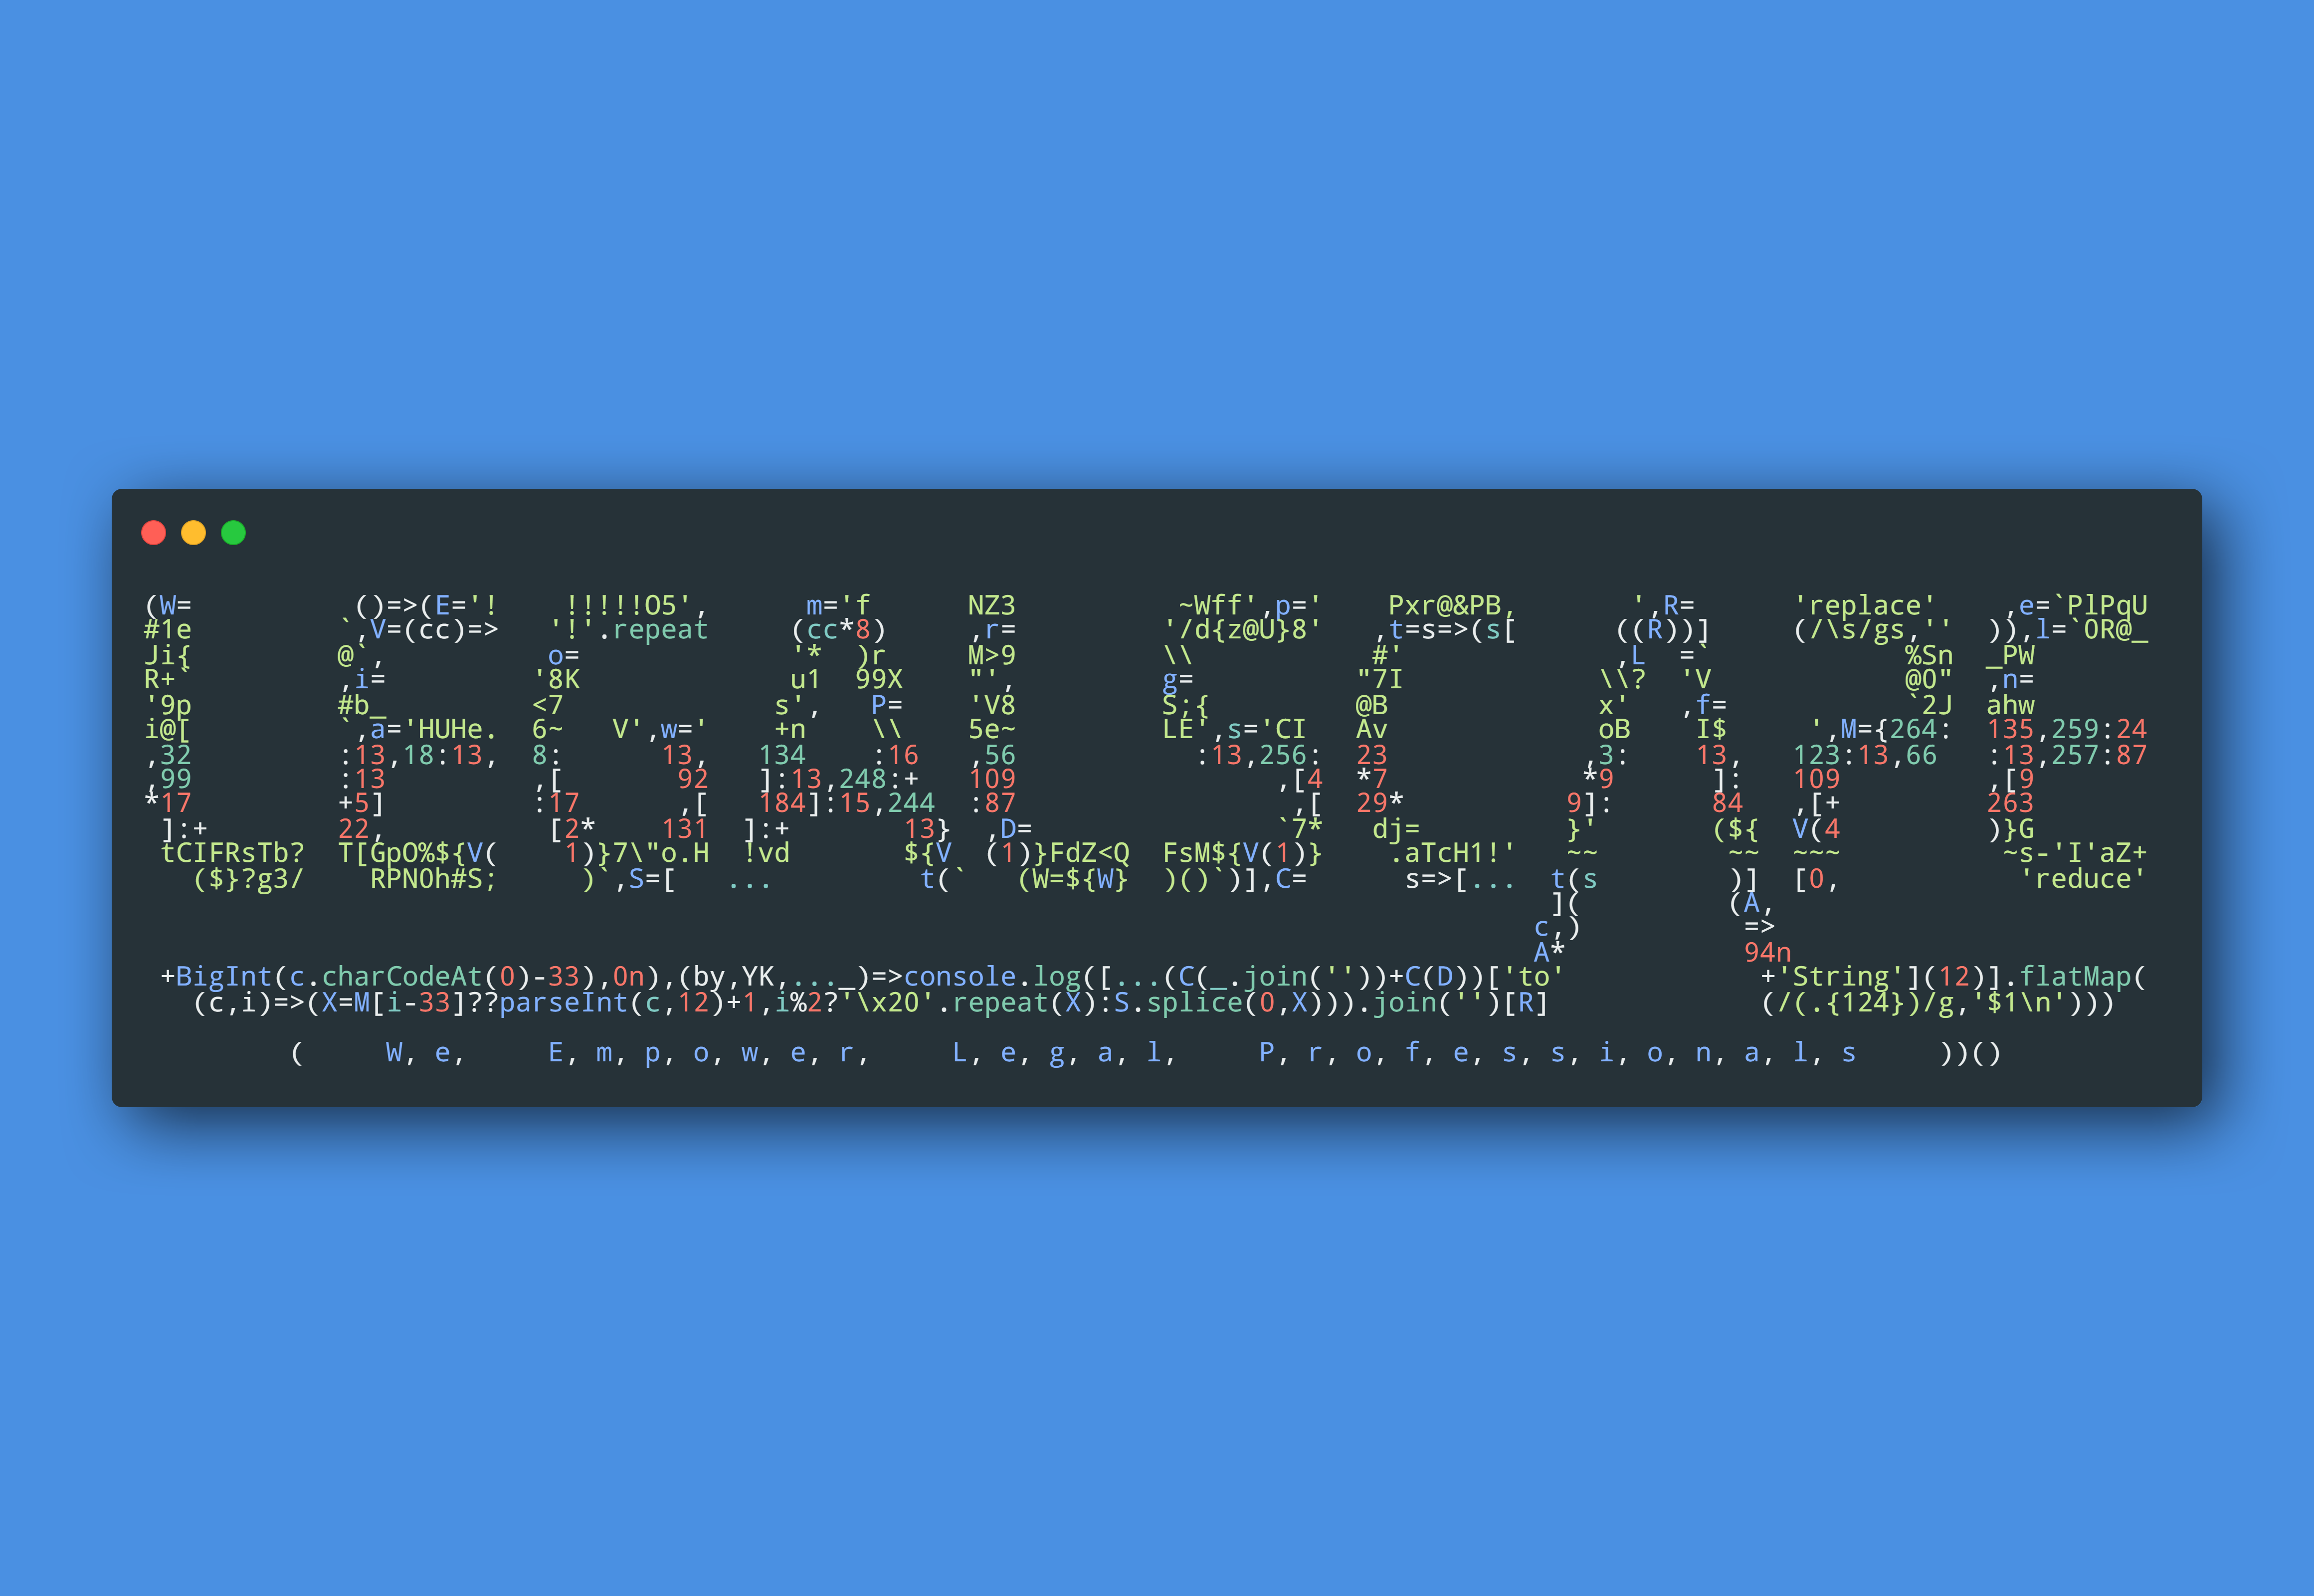 (W=          ()=>(E='!    !!!!!O5',      m='f      NZ3          ~Wff',p='    Pxr@&PB,       ',R=      'replace'    ,e=`PlPqU
#1e         `,V=(cc)=>   '!'.repeat     (cc*8)     ,r=         '/d{z@U}8'   ,t=s=>(s[      ((R))]     (/\s/gs,''  )),l=`0R@_
Ji{         @`,          o=             '*  )r     M>9         \\           #'             ,L  =`            %Sn  _PW
R+`         ,i=         '8K             u1  99X    "',         g=          "7I            \\?  'V            @0"  ,n=
'9p         #b_         <7             s',   P=    'V8         S;{         @B             x'   ,f=           `2J  ahw
i@[         `,a='HUHe.  6~   V',w='    +n    \\    5e~         LE',s='CI   Av             oB    I$     ',M={264:  135,259:24
,32         :13,18:13,  8:      13,   134    :16   ,56           :13,256:  23            ,3:    13,   123:13,66   :13,257:87
,99         :13         ,[       92   ]:13,248:+   109                ,[4  *7            *9      ]:   109         ,[9
*17         +5]         :17      ,[   184]:15,244  :87                 ,[  29*          9]:      84   ,[+         263
 ]:+        22,          [2*    131  ]:+       13}  ,D=               `7*   dj=         }'       (${  V(4         )}G
 tCIFRsTb?  T[GpO%${V(    1)}7\"o.H  !vd       ${V  (1)}FdZ<Q  FsM${V(1)}    .aTcH1!'   ~~        ~~  ~~~          ~s-'I'aZ+
   ($}?g3/    RPN0h#S;     )`,S=[   ...         t(`   (W=${W}  )()`)],C=      s=>[...  t(s        )]  [0,           'reduce'
](         (A,
c,)          =>
A*            94n
 +BigInt(c.charCodeAt(0)-33),0n),(by,YK,..._)=>console.log([...(C(_.join(''))+C(D))['to'            +'String'](12)].flatMap(
   (c,i)=>(X=M[i-33]??parseInt(c,12)+1,i%2?'\x20'.repeat(X):S.splice(0,X))).join('')[R]             (/(.{124})/g,'$1\n')))
         (     W, e,     E, m, p, o, w, e, r,     L, e, g, a, l,     P, r, o, f, e, s, s, i, o, n, a, l, s     ))()